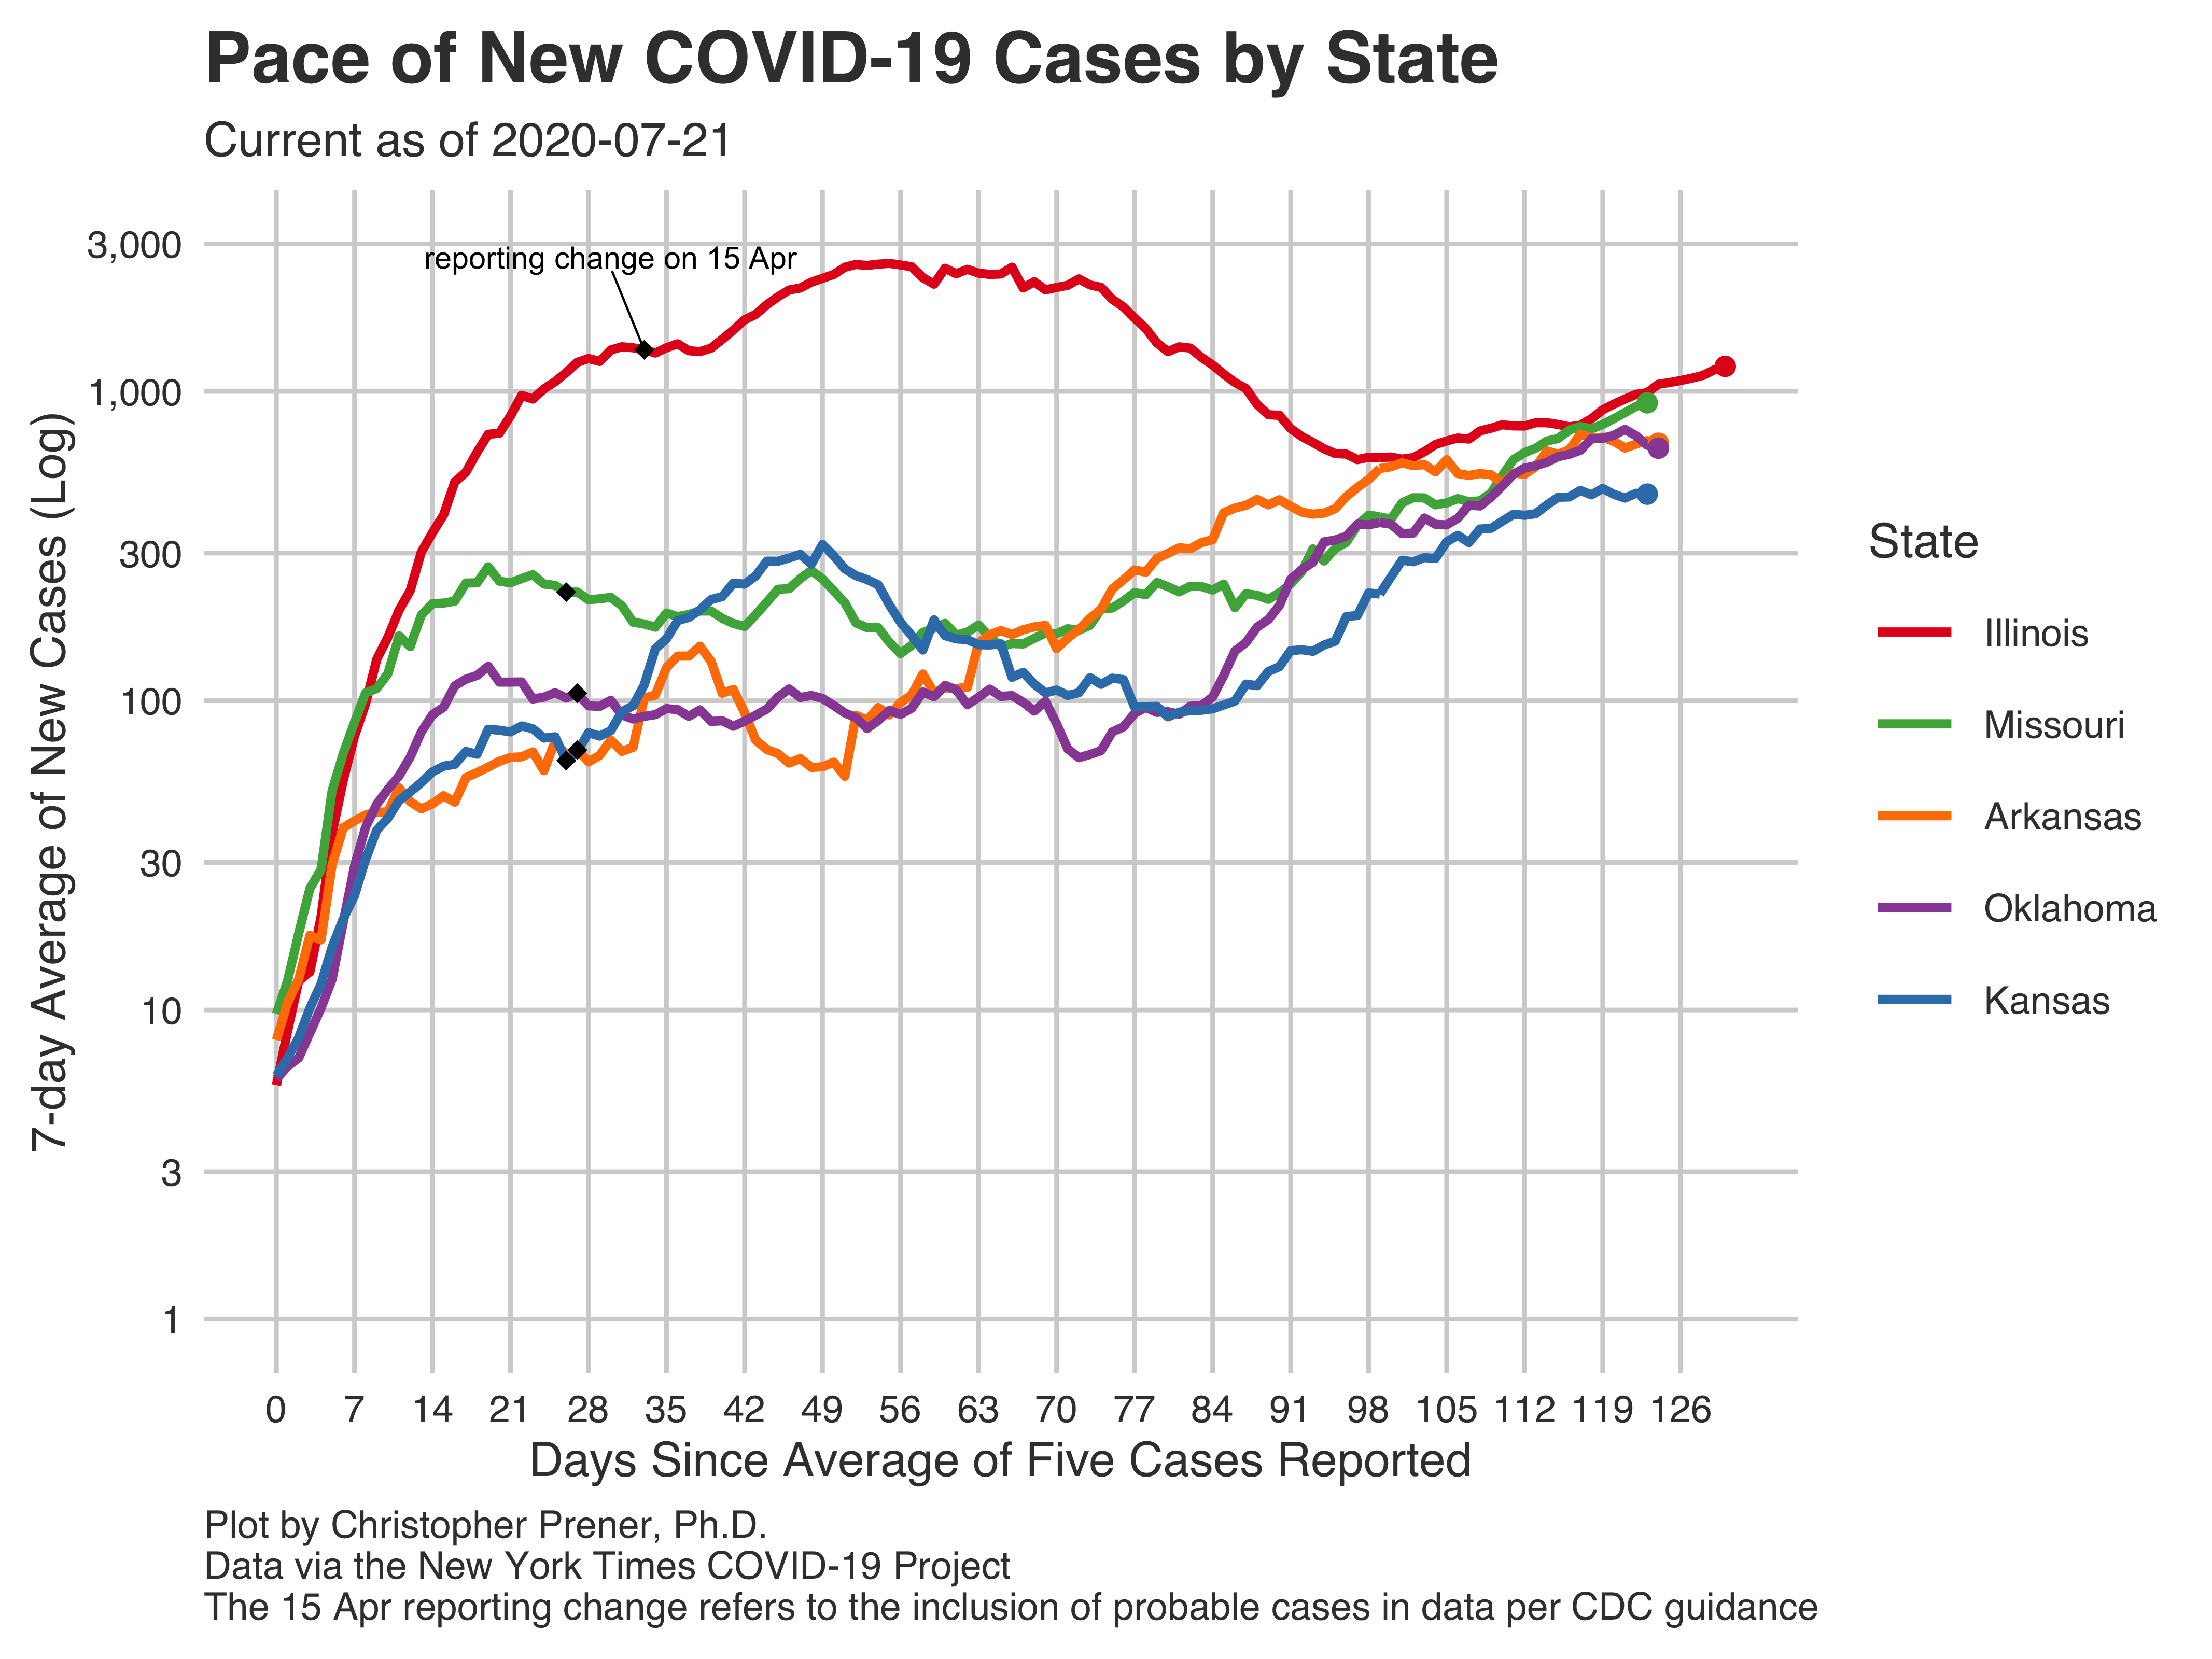 Pace of New COVID-19 Cases by State
Current as of 2020-07-21
7-day Average of New Cases (Log)
3,000
1,000
300
100
30
10
3
1
reporting change on 15 Apr
0 7 14 21 28 35 42 49 56 63 70 77 84 91 98 105 112 119 126
Days Since Average of Five Cases Reported
State
Illinois
Missouri
Arkansas
Oklahoma
Kansas
Plot by Christopher Prener, Ph.D.
Data via the New York Times COVID-19 Project
The 15 Apr reporting change refers to the inclusion of probable cases in data per CDC guidance